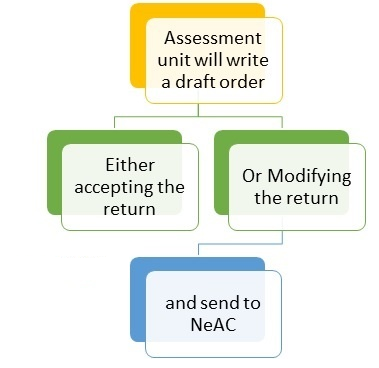 Assessment
unit will write
a draft order
Either
accepting the
return
Or Modifying
the return
and send to
NeAC